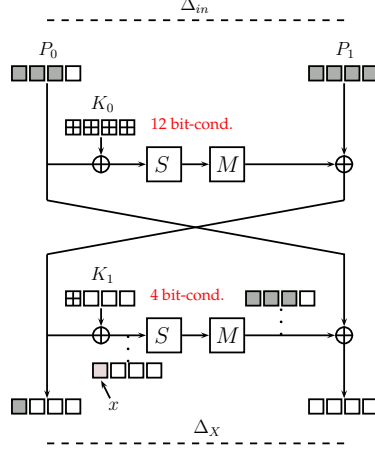 Δ_in
P_0 P_1
K_0 12 bit-cond.
S M
K_1 4 bit-cond.
S M
x
Δ_X